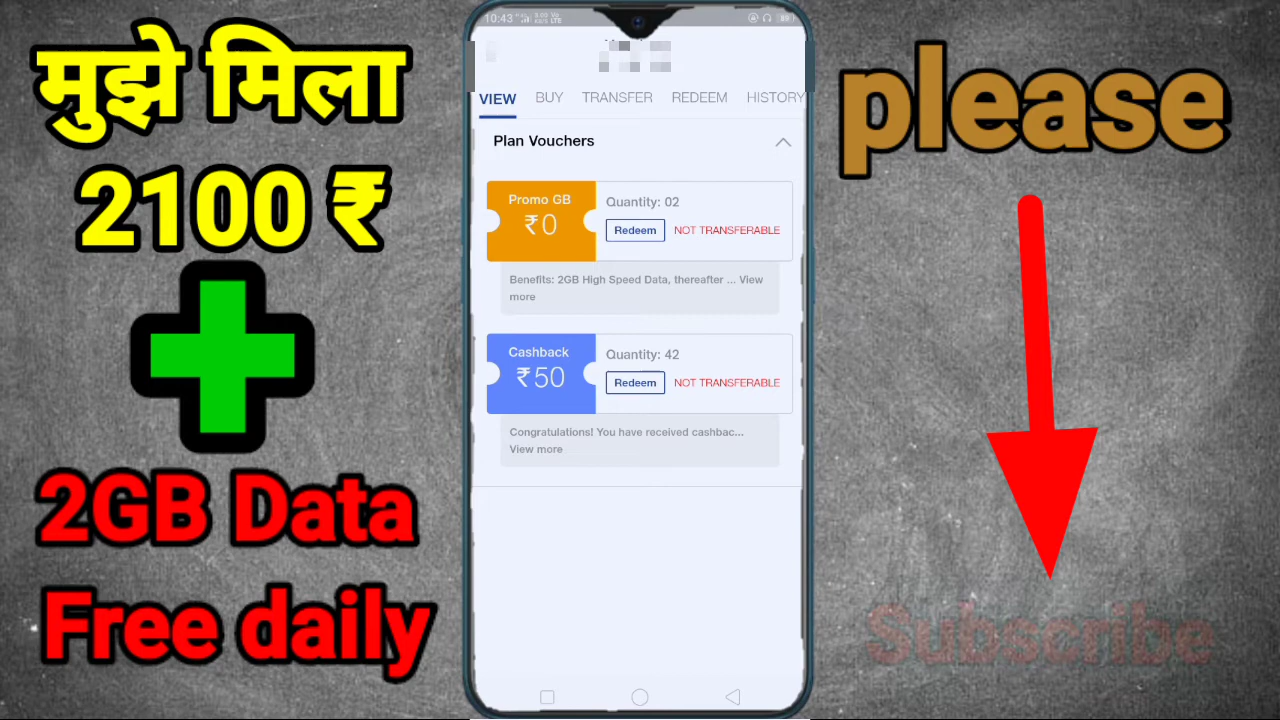 मुझे मिला
2100 ₹
2GB Data
Free daily
10:43
VIEW BUY TRANSFER REDEEM HISTORY
Plan Vouchers
Promo GB
₹0
Quantity: 02
Redeem NOT TRANSFERABLE
Benefits: 2GB High Speed Data, thereafter ... View
more
Cashback
₹50
Quantity: 42
Redeem NOT TRANSFERABLE
Congratulations! You have received cashbac...
View more
please
Subscribe